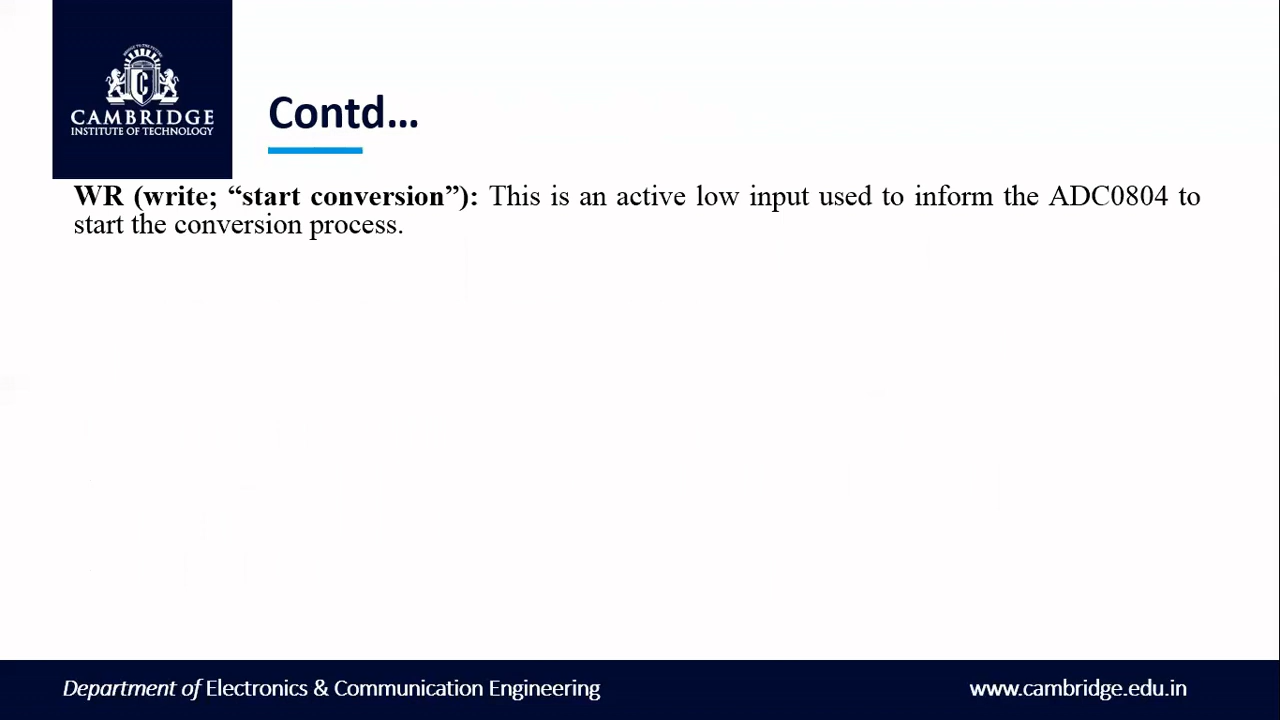 CAMBRIDGE
INSTITUTE OF TECHNOLOGY
Contd...
WR (write; “start conversion”): This is an active low input used to inform the ADC0804 to
start the conversion process.
Department of Electronics & Communication Engineering
www.cambridge.edu.in